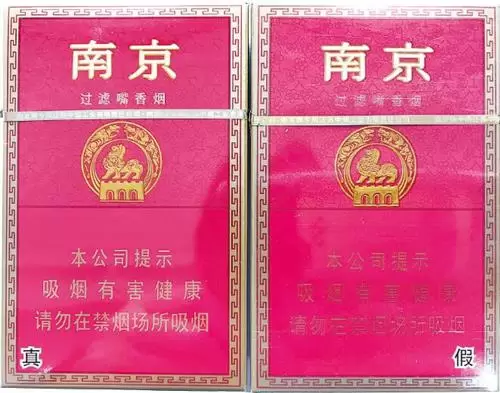 南京
过滤嘴香烟
本公司提示
吸烟有害健康
请勿在禁烟场所吸烟
真
南京
过滤嘴香烟
本公司提示
吸烟有害健康
请勿在禁烟场所吸烟
假